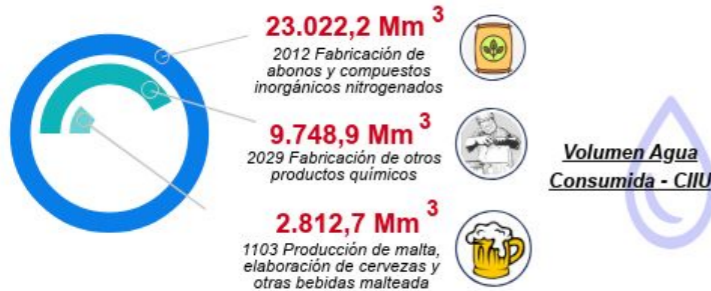 23.022,2 Mm 3
2012 Fabricación de
abonos y compuestos
inorgánicos nitrogenados
9.748,9 Mm 3
2029 Fabricación de otros
productos químicos
2.812,7 Mm 3
1103 Producción de malta,
elaboración de cervezas y
otras bebidas malteada
Volumen Agua
Consumida - CIIU